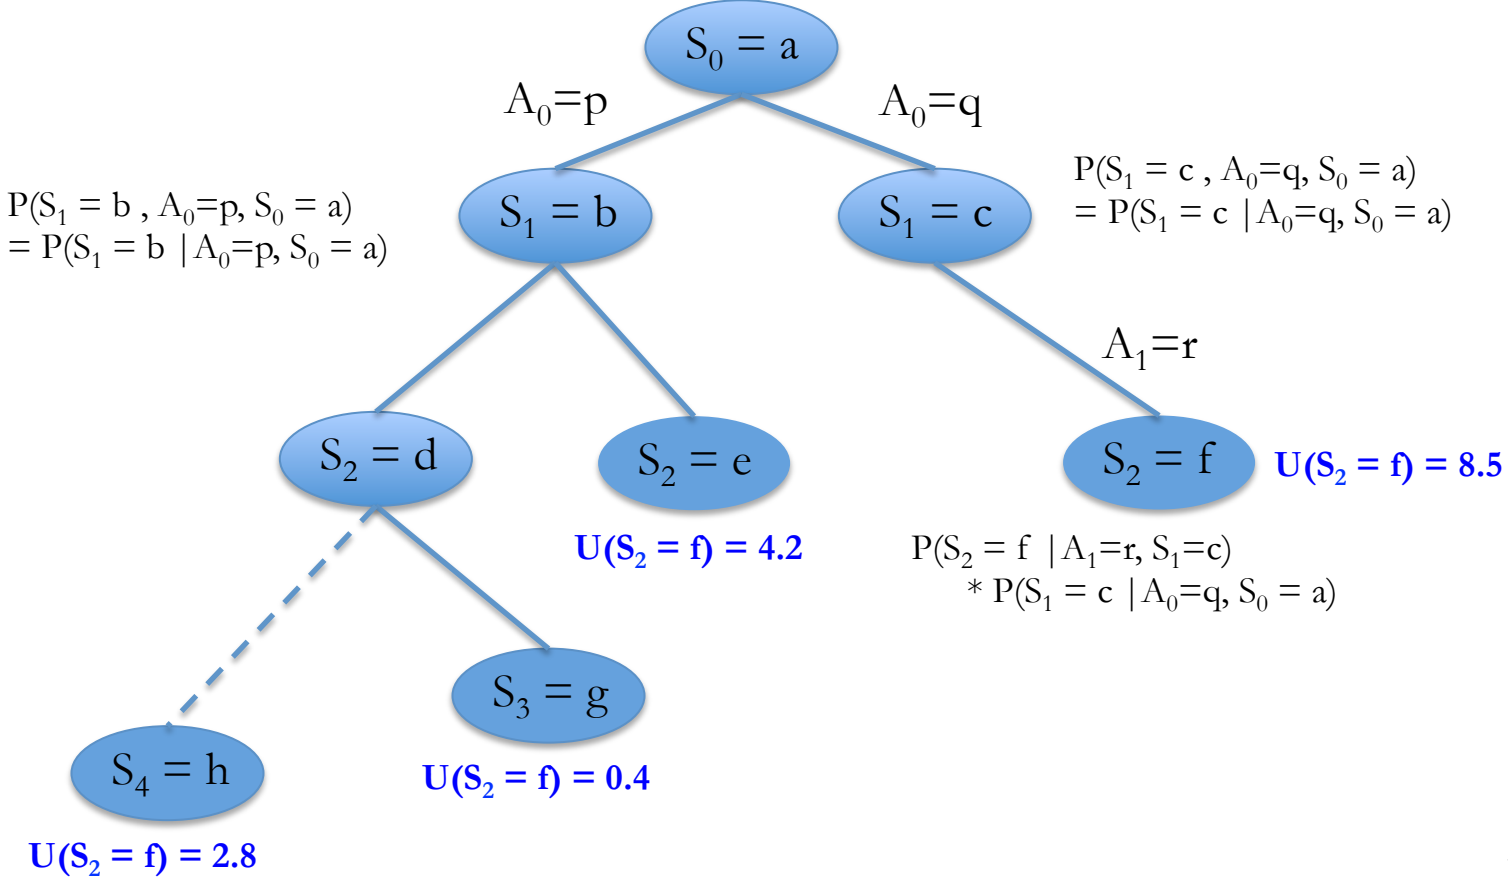 S₀ = a
A₀=p
A₀=q
P(S₁ = b , A₀=p, S₀ = a)
= P(S₁ = b |A₀=p, S₀ = a)
S₁ = b
S₁ = c
P(S₁ = c , A₀=q, S₀ = a)
= P(S₁ = c |A₀=q, S₀ = a)
A₁=r
S₂ = d
S₂ = e
S₂ = f
U(S₂ = f) = 8.5
U(S₂ = f) = 4.2
P(S₂ = f |A₁=r, S₁=c)
* P(S₁ = c |A₀=q, S₀ = a)
S₃ = g
U(S₂ = f) = 0.4
S₄ = h
U(S₂ = f) = 2.8